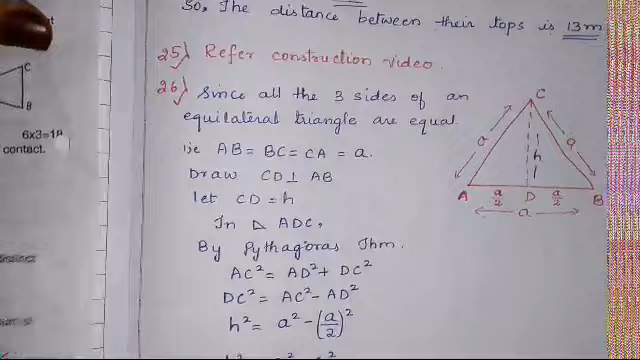 So, The distance between their tops is 13m
25) Refer construction video.
26) Since all the 3 sides of an
equilateral triangle are equal.
ie AB = BC = CA = a.
Draw CD ⊥ AB
let CD = h
In △ ADC,
By Pythagoras Thm.
AC² = AD² + DC²
DC² = AC² - AD²
h² = a² - (a/2)²
C
a
a
h
A
a/2
D
a/2
B
a
C
B
6x3=18
contact.